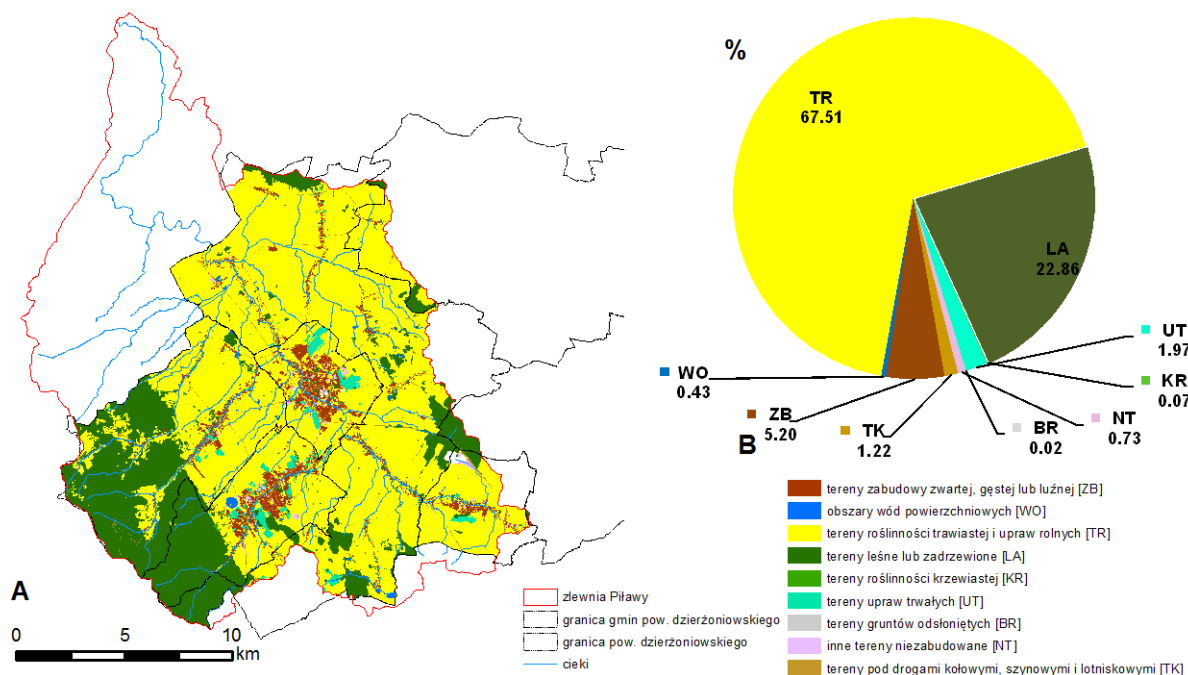 %
TR
67.51
LA
22.86
UT
1.97
WO
0.43
KR
0.07
ZB
5.20
TK
1.22
BR
0.02
NT
0.73
B
tereny zabudowy zwartej, gęstej lub luźnej [ZB]
obszary wód powierzchniowych [WO]
tereny roślinności trawiastej i upraw rolnych [TR]
tereny leśne lub zadrzewione [LA]
tereny roślinności krzewiastej [KR]
tereny upraw trwałych [UT]
tereny gruntów odsłoniętych [BR]
inne tereny niezabudowane [NT]
tereny pod drogami kołowymi, szynowymi i lotniskowymi [TK]
A
0 5 10
km
zlewnia Piławy
granica gmin pow. dzierżoniowskiego
granica pow. dzierżoniowskiego
cieki